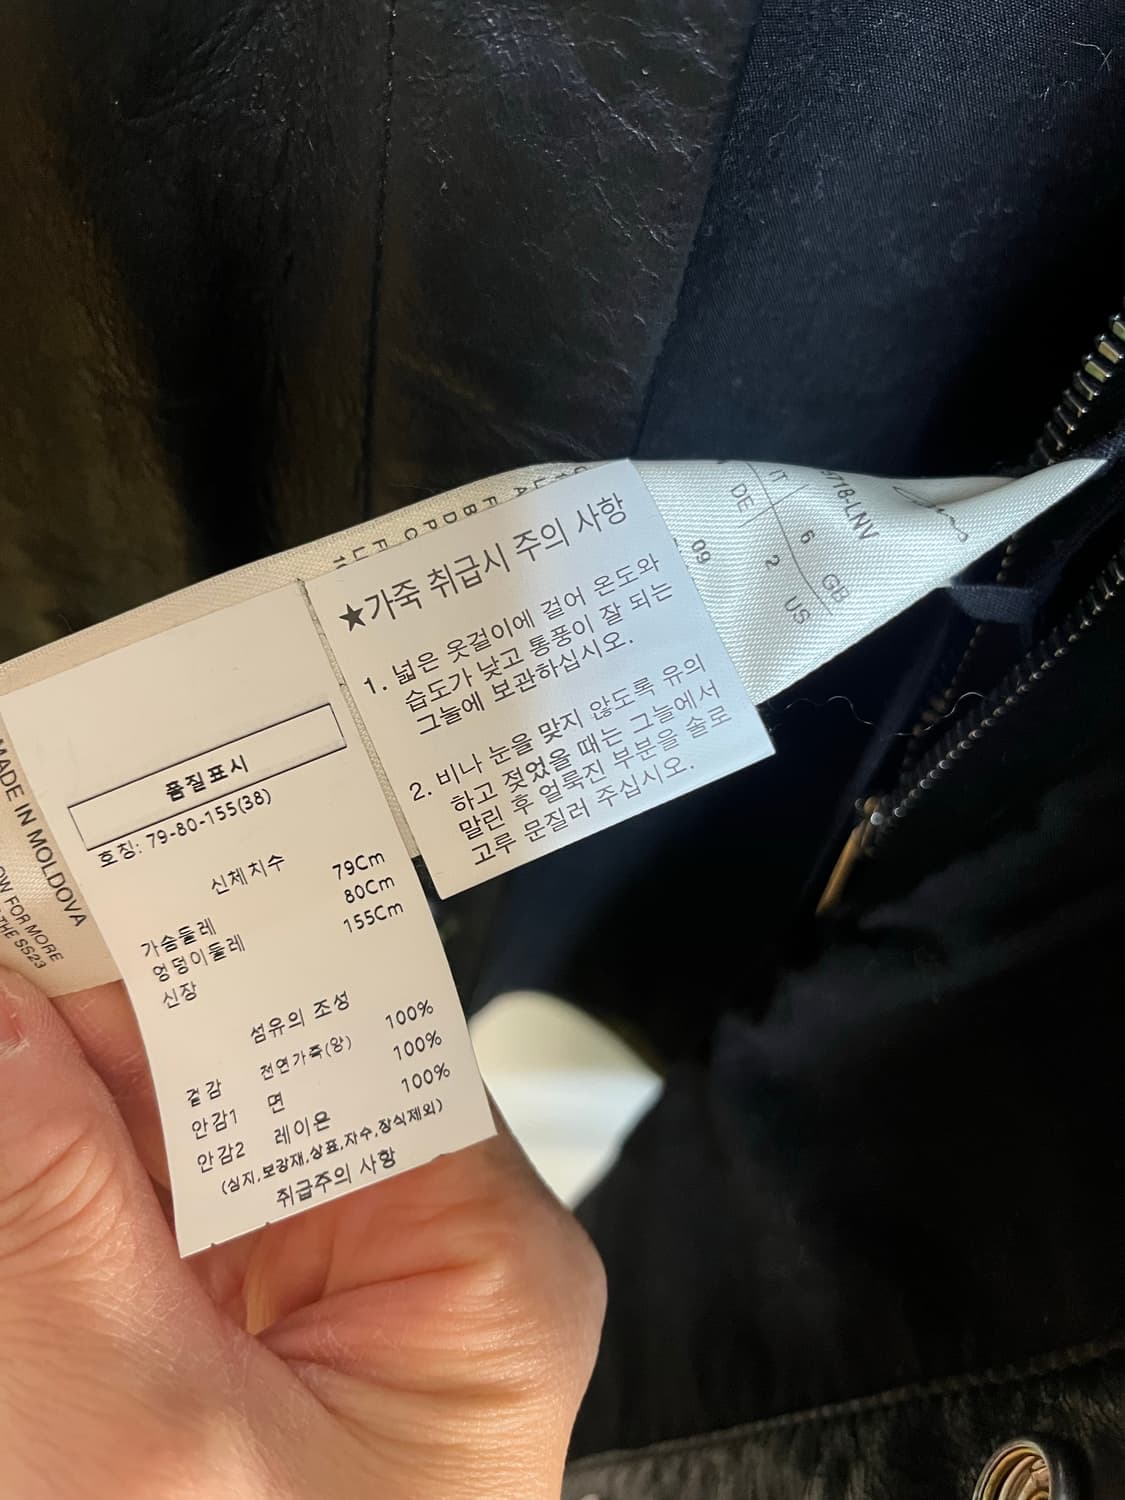 품질표시
호칭: 79-80-155(38)
신체치수
가슴둘레 79Cm
엉덩이둘레 80Cm
신장 155Cm
섬유의 조성
겉감 천연가죽(양) 100%
안감1 면 100%
안감2 레이온 100%
(심지,보강재,상표,자수,장식제외)
취급주의 사항
★가죽 취급시 주의 사항
1. 넓은 옷걸이에 걸어 온도와
습도가 낮고 통풍이 잘 되는
그늘에 보관하십시오.
2. 비나 눈을 맞지 않도록 유의
하고 젖었을 때는 그늘에서
말린 후 얼룩진 부분을 솔로
고루 문질러 주십시오.
MADE IN MOLDOVA
FOR MORE
THE SS23
718-LNV
IT
DE
6 GB
2 US
09